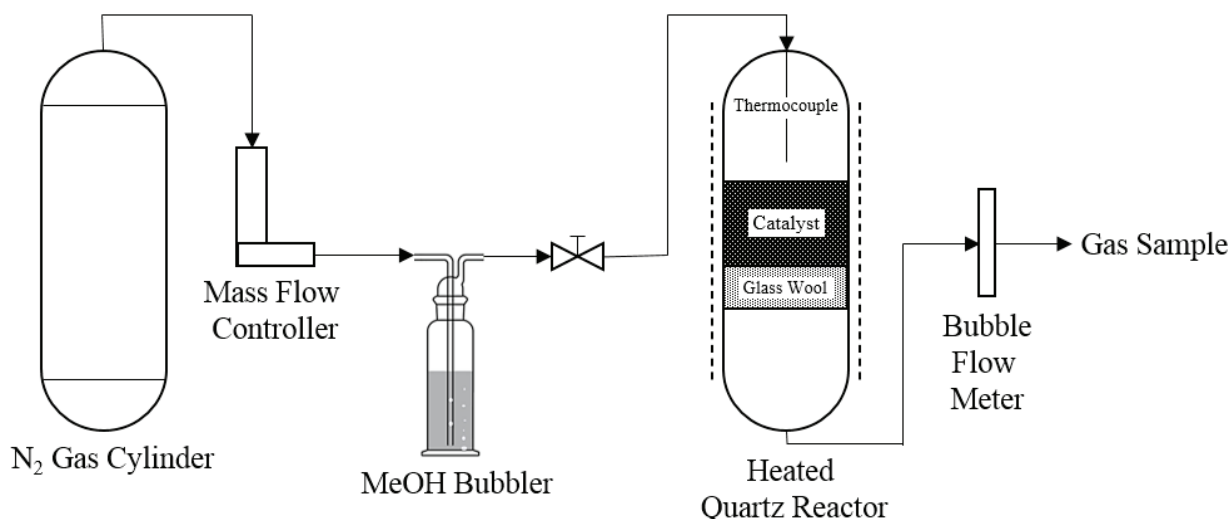 N₂ Gas Cylinder
Mass Flow
Controller
MeOH Bubbler
Thermocouple
Catalyst
Glass Wool
Heated
Quartz Reactor
Bubble
Flow
Meter
Gas Sample